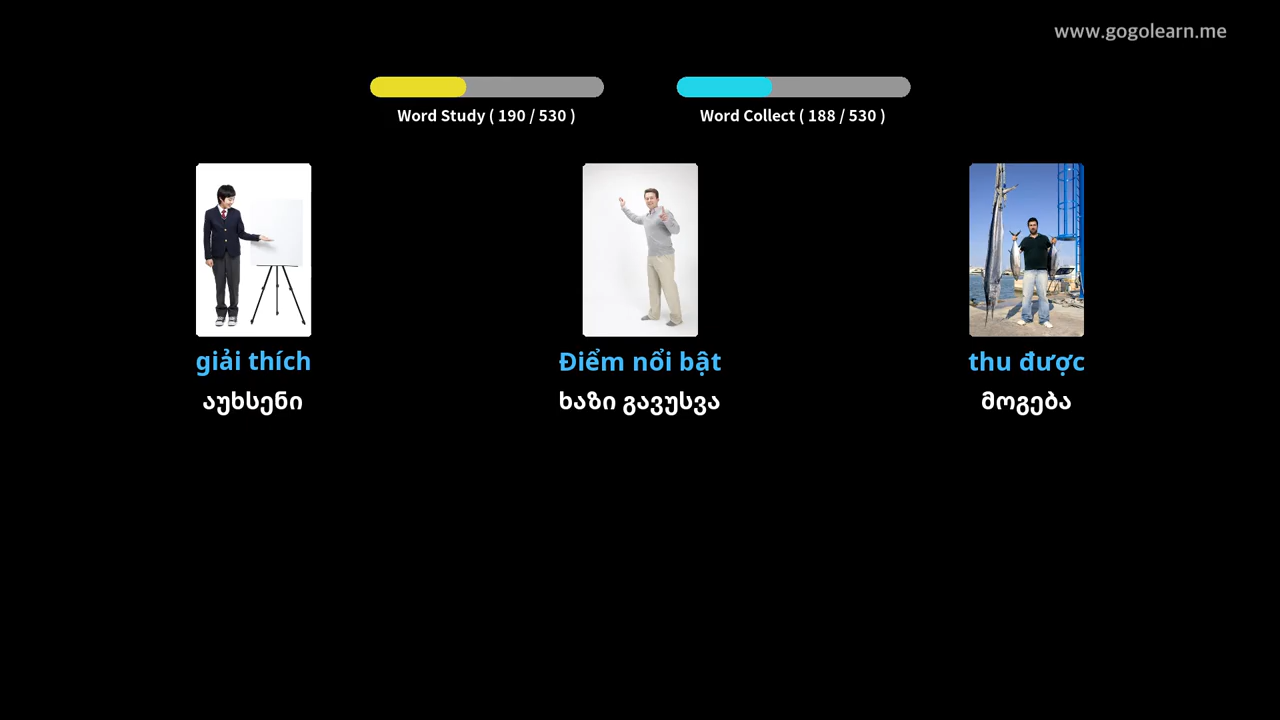 www.gogolearn.me
Word Study ( 190 / 530 )
Word Collect ( 188 / 530 )
giải thích
Điểm nổi bật
thu được
აუხსენი
ხაზი გავუსვა
მოგება